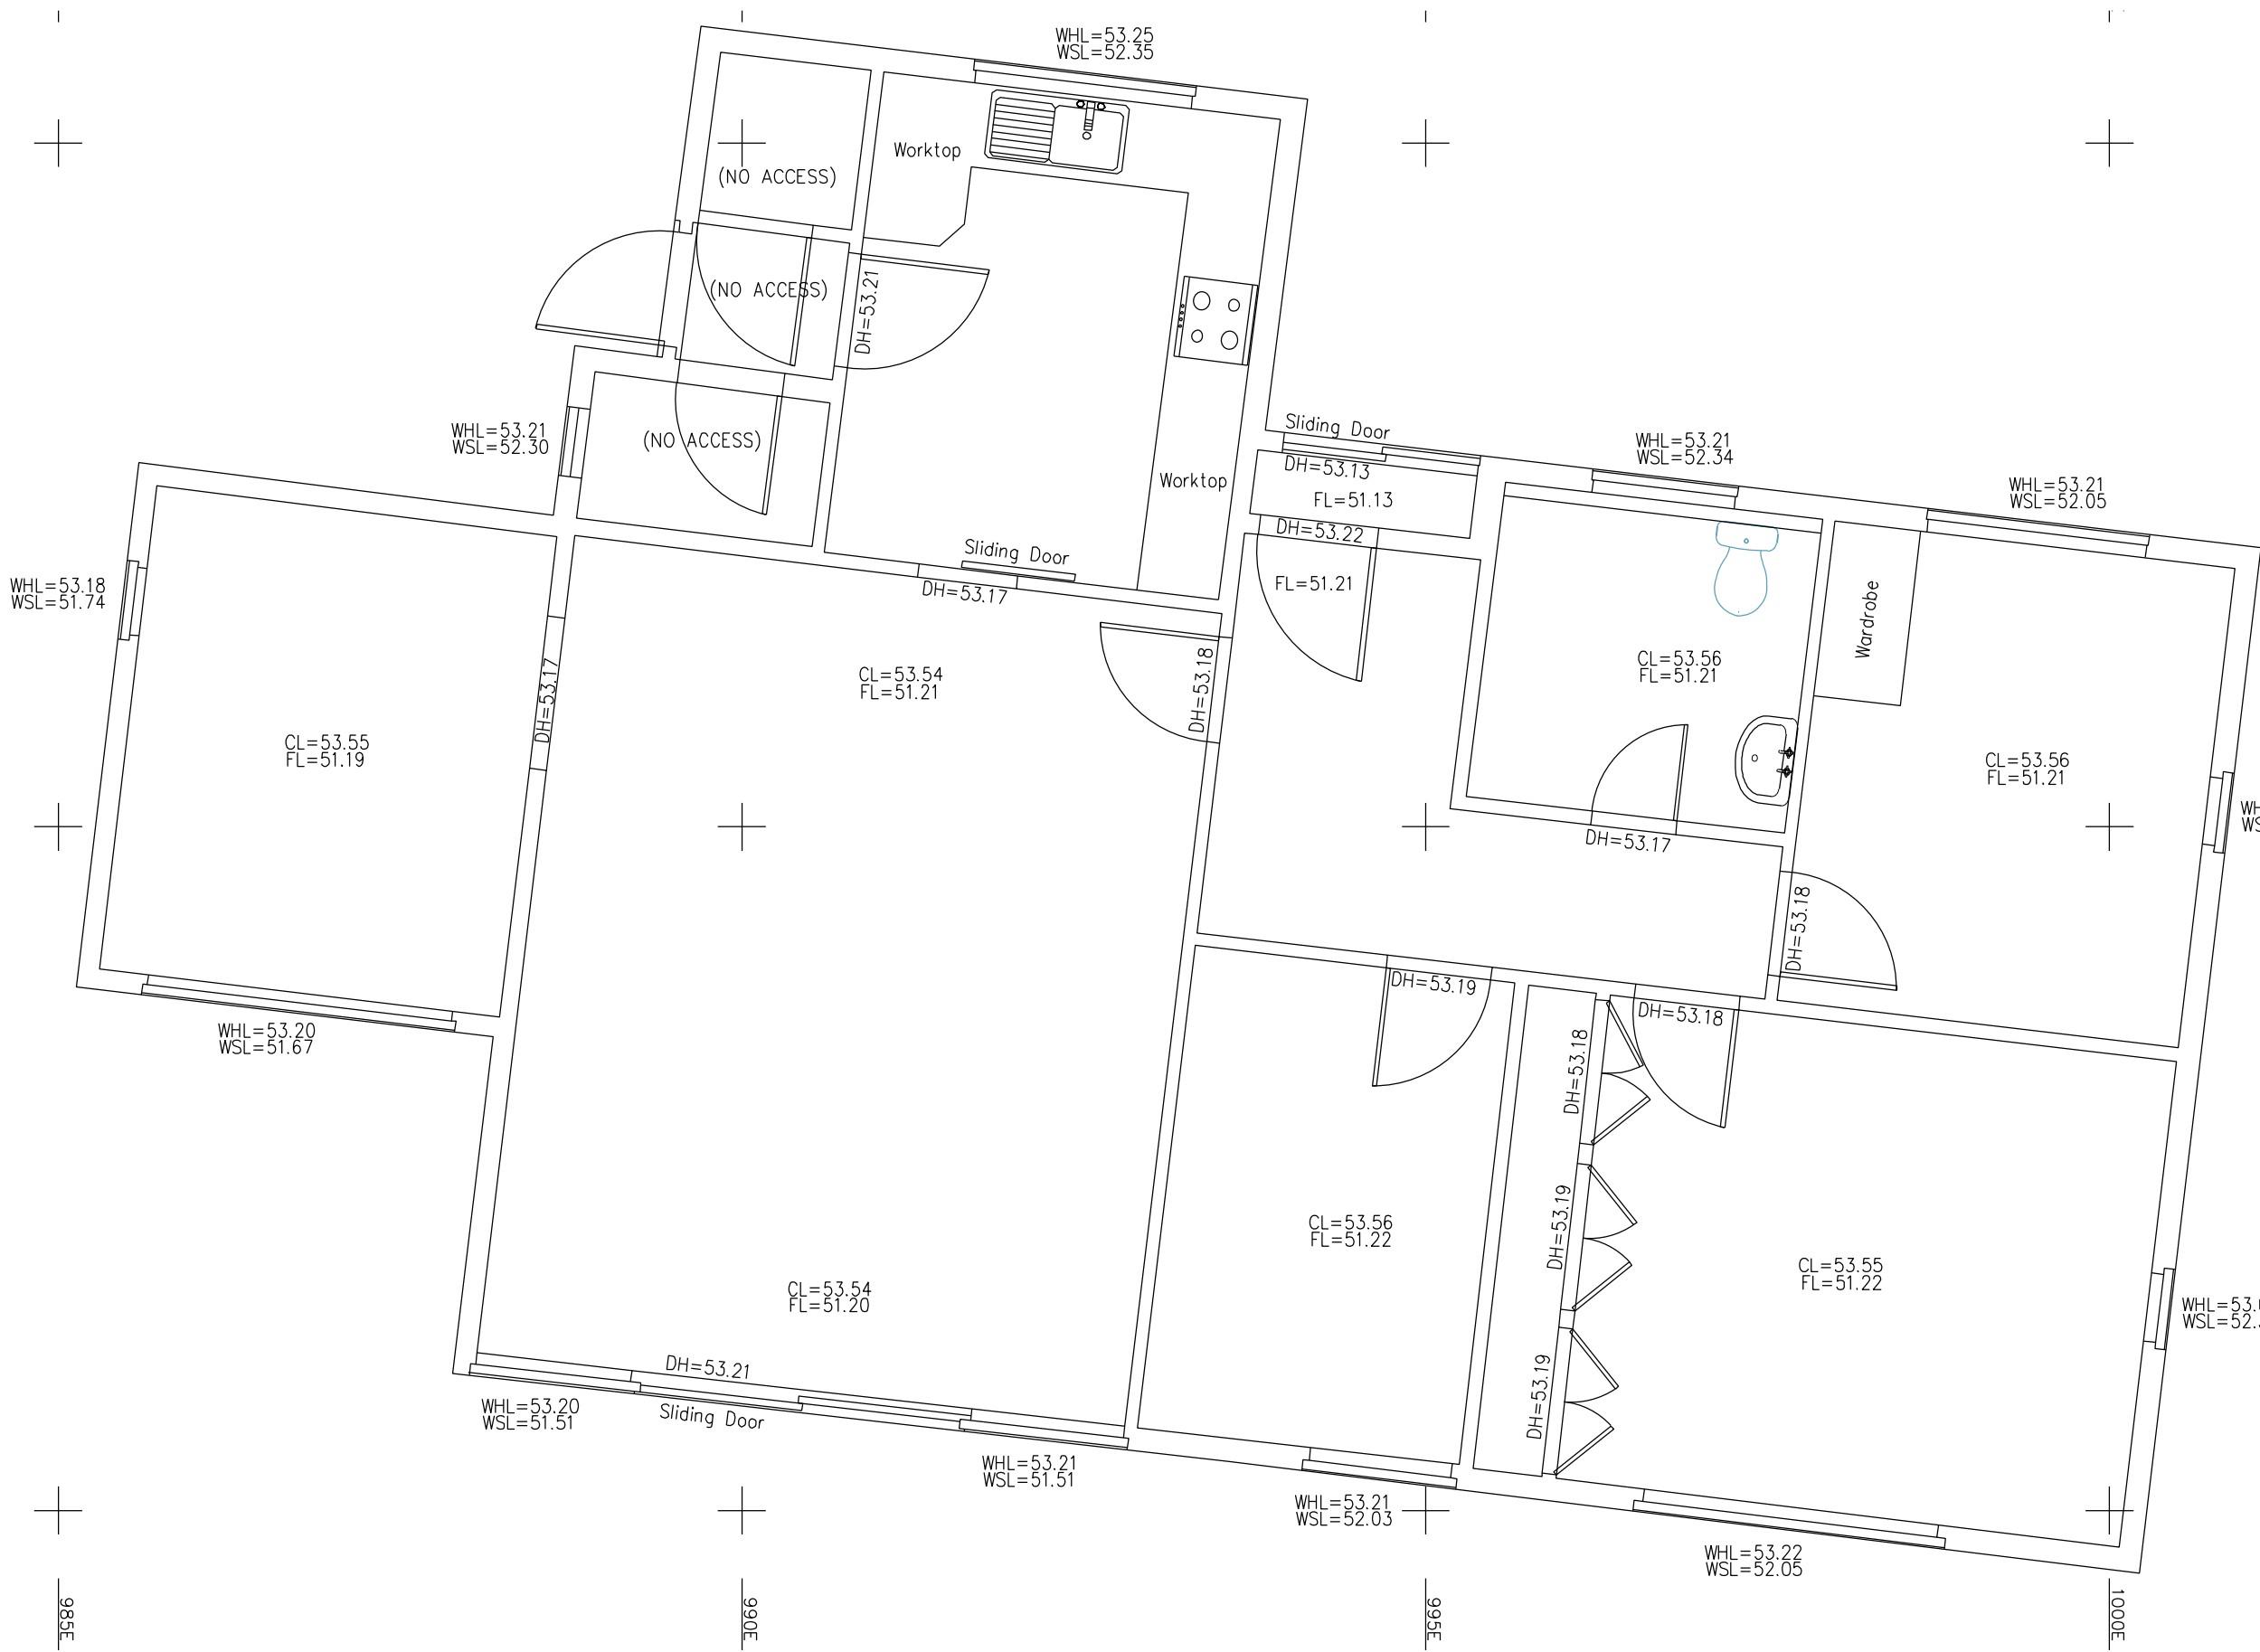 WHL=53.25
WSL=52.35
Worktop
(NO ACCESS)
(NO ACCESS)
DH=53.21
WHL=53.21
WSL=52.30
(NO ACCESS)
Sliding Door
DH=53.13
FL=51.13
WHL=53.21
WSL=52.34
WHL=53.21
WSL=52.05
Worktop
DH=53.22
Sliding Door
DH=53.17
FL=51.21
WHL=53.18
WSL=51.74
Wardrobe
DH=53.17
CL=53.54
FL=51.21
DH=53.18
CL=53.56
FL=51.21
CL=53.55
FL=51.19
CL=53.56
FL=51.21
DH=53.17
DH=53.18
DH=53.19
DH=53.18
WHL=53.20
WSL=51.67
DH=53.18
DH=53.19
CL=53.56
FL=51.22
CL=53.55
FL=51.22
CL=53.54
FL=51.20
DH=53.21
DH=53.19
WHL=53.20
WSL=51.51
Sliding Door
WHL=53.21
WSL=51.51
WHL=53.21
WSL=52.03
WHL=53.22
WSL=52.05
985E
990E
995E
1000E